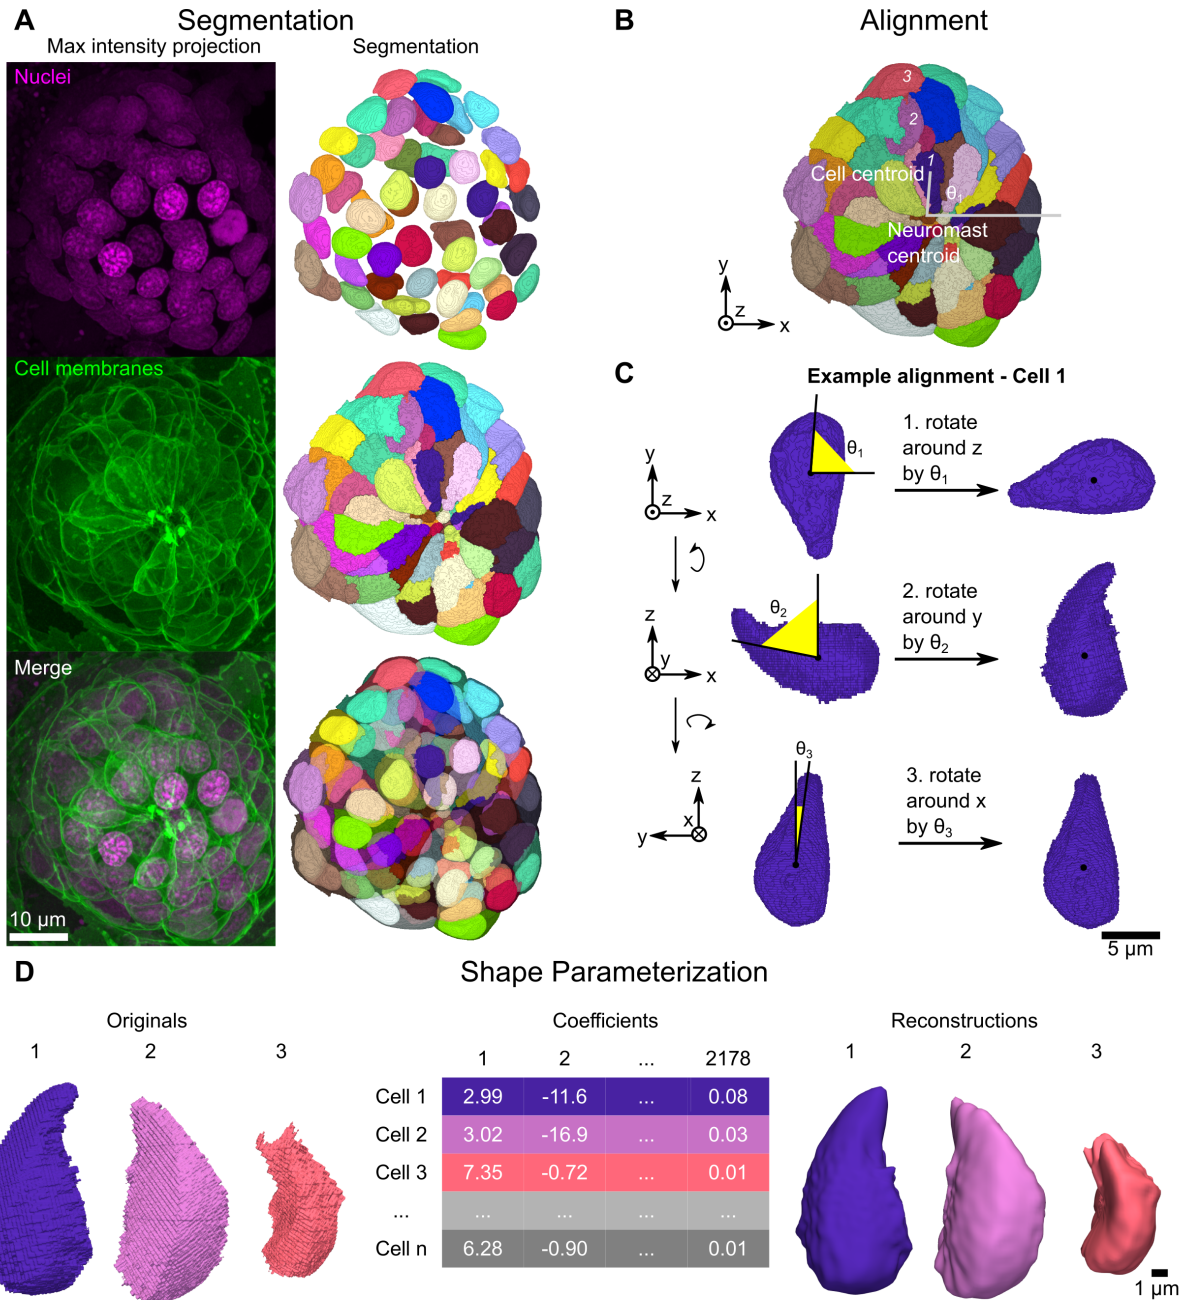 A
Segmentation
Max intensity projection
Segmentation
Nuclei
Cell membranes
Merge
10 μm
B
Alignment
3
2
1
Cell centroid
θ1
Neuromast
centroid
y
z
x
C
Example alignment - Cell 1
y
z
x
θ1
1. rotate
around z
by θ1
z
y
x
θ2
2. rotate
around y
by θ2
z
x
y
θ3
3. rotate
around x
by θ3
5 μm
D
Shape Parameterization
Originals
1 2 3
Coefficients
1 2 ... 2178
Cell 1 2.99 -11.6 ... 0.08
Cell 2 3.02 -16.9 ... 0.03
Cell 3 7.35 -0.72 ... 0.01
... ... ... ... ...
Cell n 6.28 -0.90 ... 0.01
Reconstructions
1 2 3
1 μm